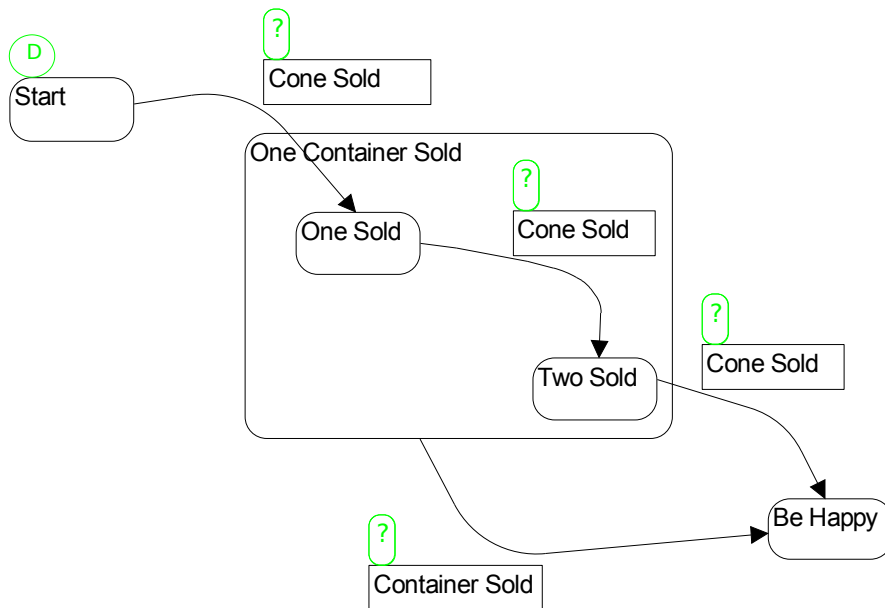 ?
Cone Sold
D
Start
One Container Sold
?
Cone Sold
One Sold
?
Cone Sold
Two Sold
Be Happy
?
Container Sold